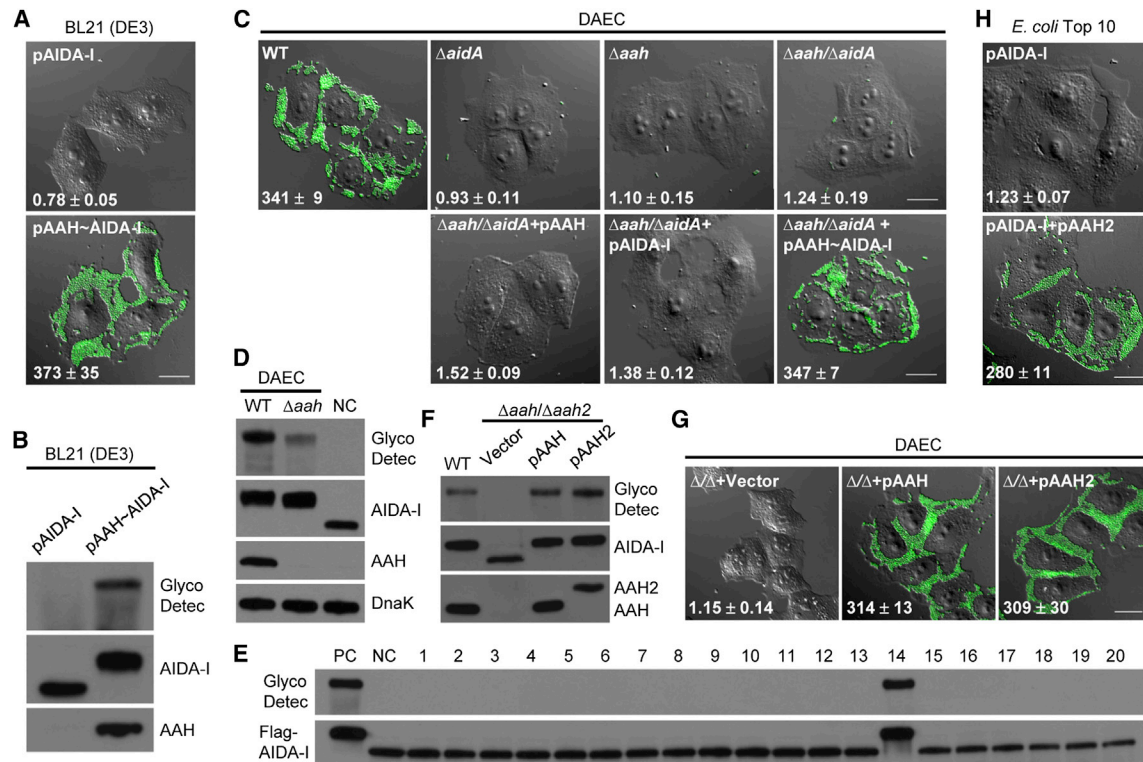 A
BL21 (DE3)
pAIDA-I
0.78 ± 0.05
pAAH~AIDA-I
373 ± 35
B
BL21 (DE3)
pAIDA-I
pAAH~AIDA-I
Glyco
Detec
AIDA-I
AAH
C
DAEC
WT
341 ± 9
ΔaidA
0.93 ± 0.11
Δaah
1.10 ± 0.15
Δaah/ΔaidA
1.24 ± 0.19
Δaah/ΔaidA+pAAH
1.52 ± 0.09
Δaah/ΔaidA+
pAIDA-I
1.38 ± 0.12
Δaah/ΔaidA +
pAAH~AIDA-I
347 ± 7
D
DAEC
WT Δaah NC
Glyco
Detec
AIDA-I
AAH
DnaK
F
Δaah/Δaah2
WT Vector pAAH pAAH2
Glyco
Detec
AIDA-I
AAH2
AAH
G
DAEC
Δ/Δ+Vector
1.15 ± 0.14
Δ/Δ+pAAH
314 ± 13
Δ/Δ+pAAH2
309 ± 30
H
E. coli Top 10
pAIDA-I
1.23 ± 0.07
pAIDA-I+pAAH2
280 ± 11
E
PC NC 1 2 3 4 5 6 7 8 9 10 11 12 13 14 15 16 17 18 19 20
Glyco
Detec
Flag-
AIDA-I